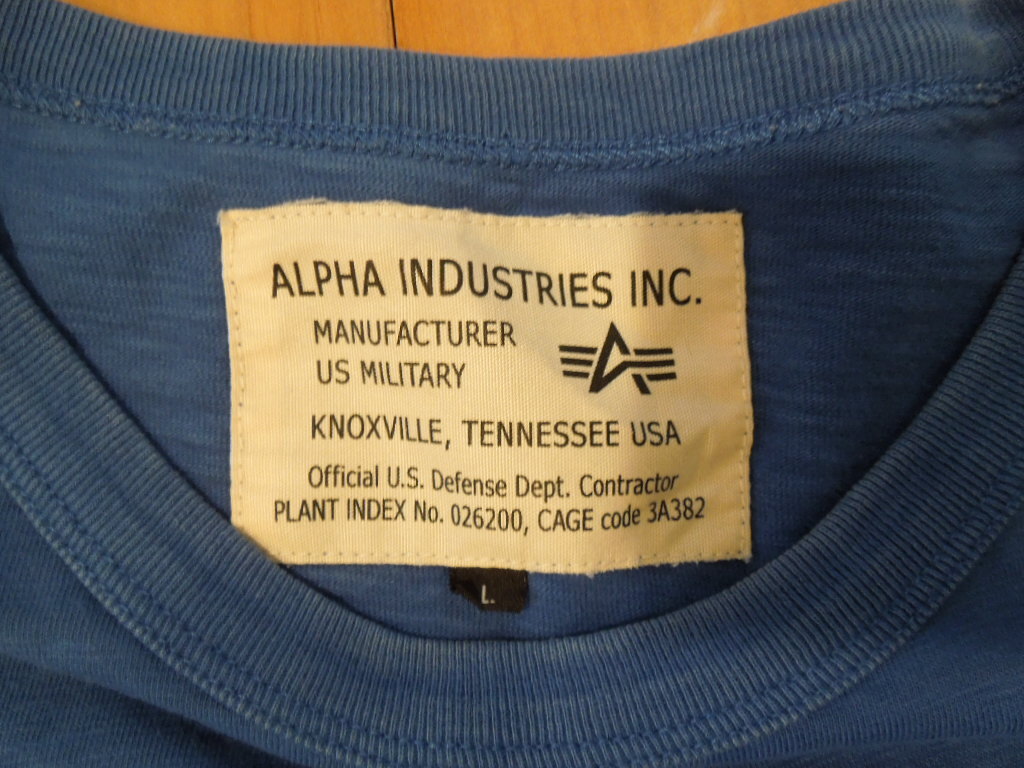 ALPHA INDUSTRIES INC.
MANUFACTURER
US MILITARY
KNOXVILLE, TENNESSEE USA
Official U.S. Defense Dept. Contractor
PLANT INDEX No. 026200, CAGE code 3A382
L.